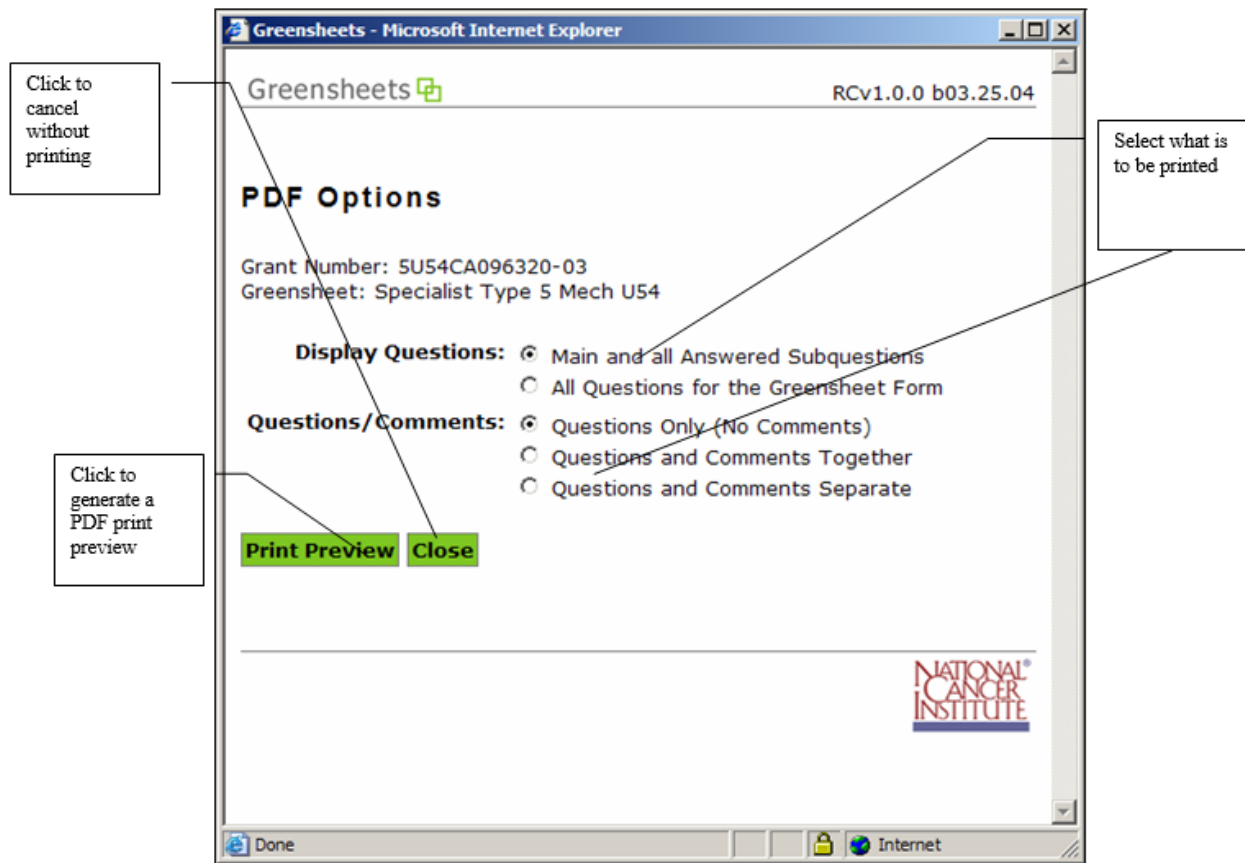 Greensheets - Microsoft Internet Explorer
Click to
cancel
without
printing
Greensheets
RCv1.0.0 b03.25.04
Select what is
to be printed
PDF Options
Grant Number: 5U54CA096320-03
Greensheet: Specialist Type 5 Mech U54
Display Questions: Main and all Answered Subquestions
All Questions for the Greensheet Form
Questions/Comments: Questions Only (No Comments)
Questions and Comments Together
Questions and Comments Separate
Click to
generate a
PDF print
preview
Print Preview Close
NATIONAL®
CANCER
INSTITUTE
Done Internet